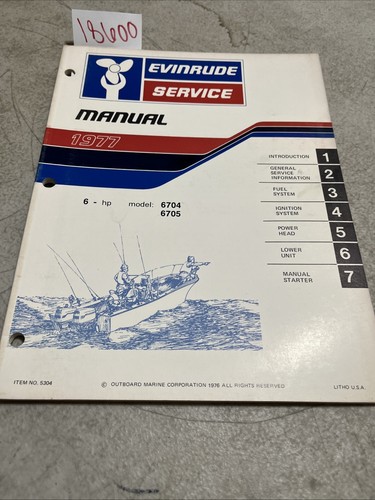 18600
EVINRUDE
SERVICE
MANUAL
1977
6 - hp model: 6704
6705
INTRODUCTION 1
GENERAL
SERVICE
INFORMATION 2
FUEL
SYSTEM 3
IGNITION
SYSTEM 4
POWER
HEAD 5
LOWER
UNIT 6
MANUAL
STARTER 7
ITEM NO. 5304
© OUTBOARD MARINE CORPORATION 1976 ALL RIGHTS RESERVED
LITHO U.S.A.